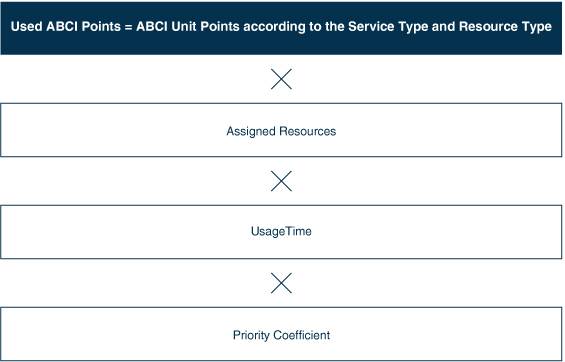 Used ABCI Points = ABCI Unit Points according to the Service Type and Resource Type
Assigned Resources
UsageTime
Priority Coefficient